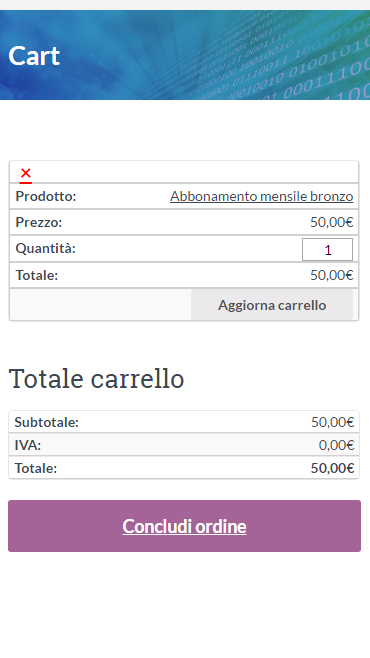 Cart
×
Prodotto: Abbonamento mensile bronzo
Prezzo: 50,00€
Quantità: 1
Totale: 50,00€
Aggiorna carrello
Totale carrello
Subtotale: 50,00€
IVA: 0,00€
Totale: 50,00€
Concludi ordine